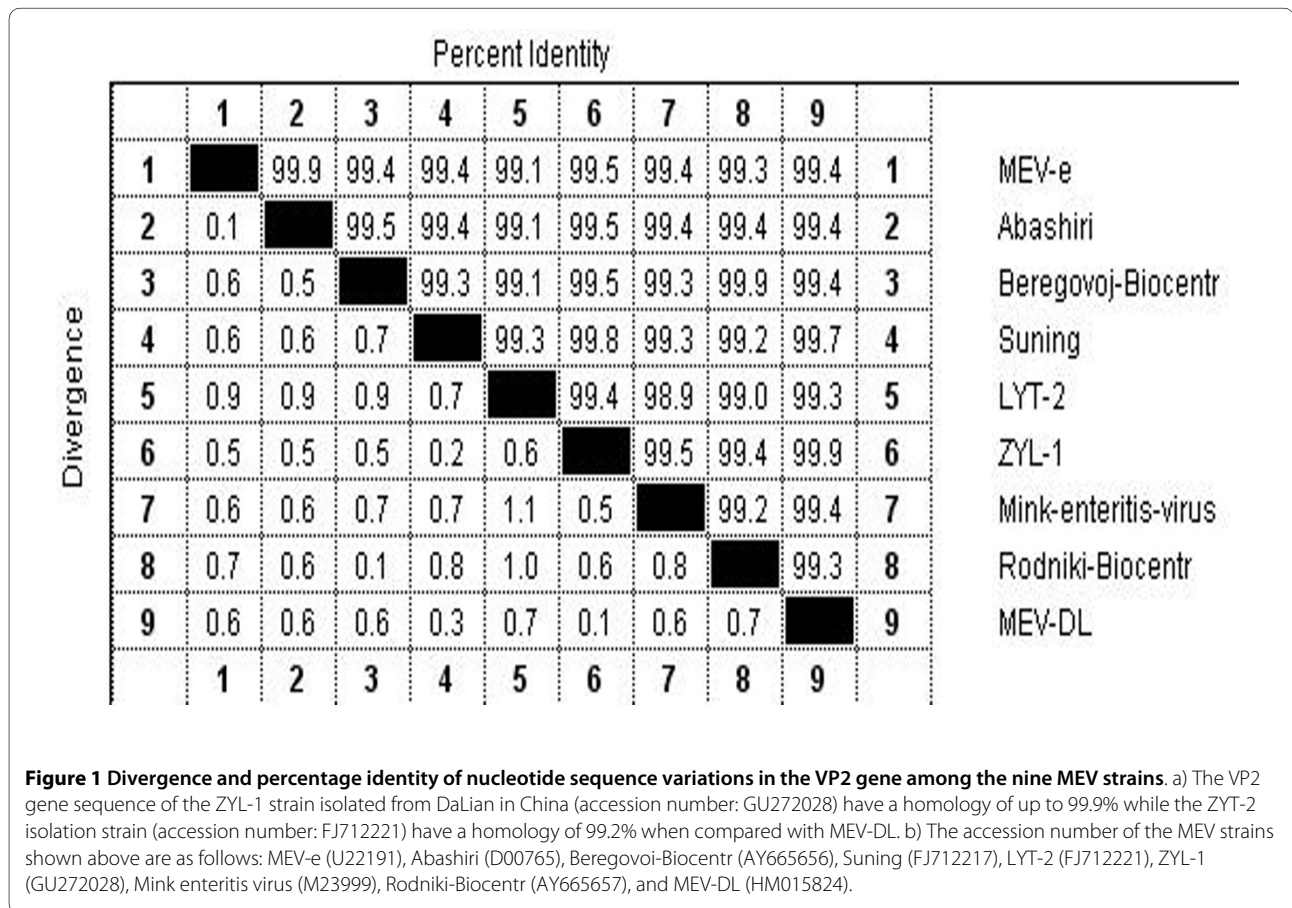 Percent Identity
1 2 3 4 5 6 7 8 9
1 99.9 99.4 99.4 99.1 99.5 99.4 99.3 99.4 1 MEV-e
2 0.1 99.5 99.4 99.1 99.5 99.4 99.4 99.4 2 Abashiri
3 0.6 0.5 99.3 99.1 99.5 99.3 99.9 99.4 3 Beregovoj-Biocentr
4 0.6 0.6 0.7 99.3 99.8 99.3 99.2 99.7 4 Suning
5 0.9 0.9 0.9 0.7 99.4 98.9 99.0 99.3 5 LYT-2
6 0.5 0.5 0.5 0.2 0.6 99.5 99.4 99.9 6 ZYL-1
7 0.6 0.6 0.7 0.7 1.1 0.5 99.2 99.4 7 Mink-enteritis-virus
8 0.7 0.6 0.1 0.8 1.0 0.6 0.8 99.3 8 Rodniki-Biocentr
9 0.6 0.6 0.6 0.3 0.7 0.1 0.6 0.7 9 MEV-DL
1 2 3 4 5 6 7 8 9
Divergence
Figure 1 Divergence and percentage identity of nucleotide sequence variations in the VP2 gene among the nine MEV strains. a) The VP2
gene sequence of the ZYL-1 strain isolated from DaLian in China (accession number: GU272028) have a homology of up to 99.9% while the ZYT-2
isolation strain (accession number: FJ712221) have a homology of 99.2% when compared with MEV-DL. b) The accession number of the MEV strains
shown above are as follows: MEV-e (U22191), Abashiri (D00765), Beregovoi-Biocentr (AY665656), Suning (FJ712217), LYT-2 (FJ712221), ZYL-1
(GU272028), Mink enteritis virus (M23999), Rodniki-Biocentr (AY665657), and MEV-DL (HM015824).